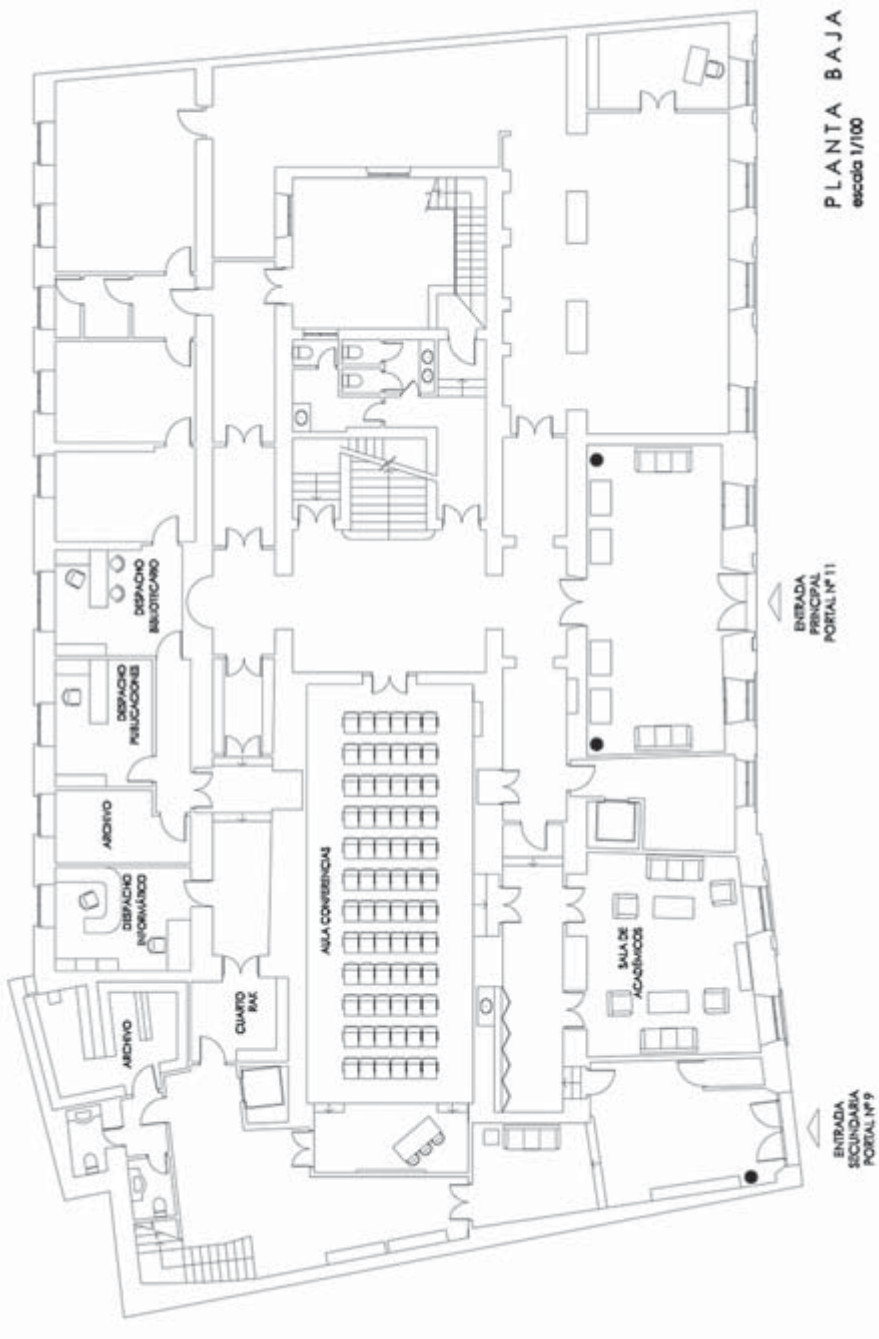 PLANTA BAJA
escala 1/100
DESPACHO
BIBLIOTECARIO
DESPACHO
PUBLICACIONES
ARCHIVO
DESPACHO
INFORMÁTICO
ARCHIVO
CUARTO
RAK
AULA CONFERENCIAS
SALA DE
ACADÉMICOS
ENTRADA
PRINCIPAL
PORTAL Nº 11
ENTRADA
SECUNDARIA
PORTAL Nº 9